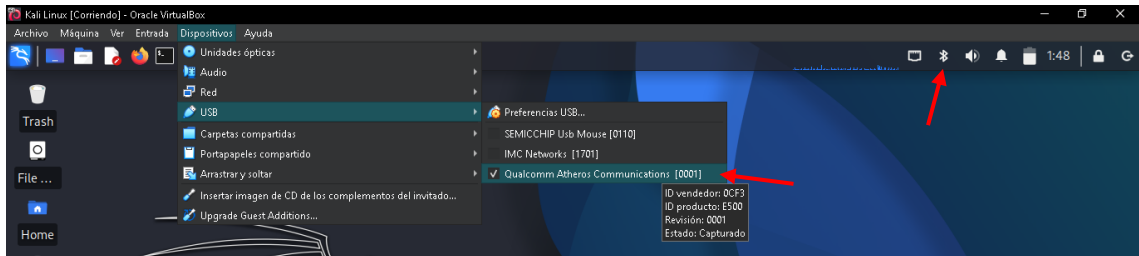 Kali Linux [Corriendo] - Oracle VirtualBox
Archivo Máquina Ver Entrada Dispositivos Ayuda
Unidades ópticas
1:48
Audio
Red
USB
Preferencias USB...
Trash
Carpetas compartidas
SEMICCHIP Usb Mouse [0110]
Portapapeles compartido
IMC Networks [1701]
File ...
Arrastrar y soltar
Qualcomm Atheros Communications [0001]
Insertar imagen de CD de los complementos del invitado...
ID vendedor: 0CF3
ID producto: E500
Upgrade Guest Additions...
Revisión: 0001
Home
Estado: Capturado